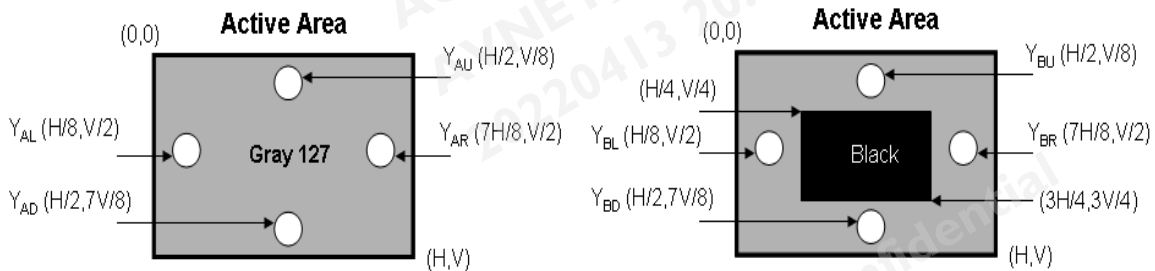 Active Area
(0,0)
Y_AU (H/2,V/8)
Y_AL (H/8,V/2)
Gray 127
Y_AR (7H/8,V/2)
Y_AD (H/2,7V/8)
(H,V)
Active Area
(0,0)
Y_BU (H/2,V/8)
(H/4,V/4)
Y_BL (H/8,V/2)
Black
Y_BR (7H/8,V/2)
Y_BD (H/2,7V/8)
(3H/4,3V/4)
(H,V)
20220413